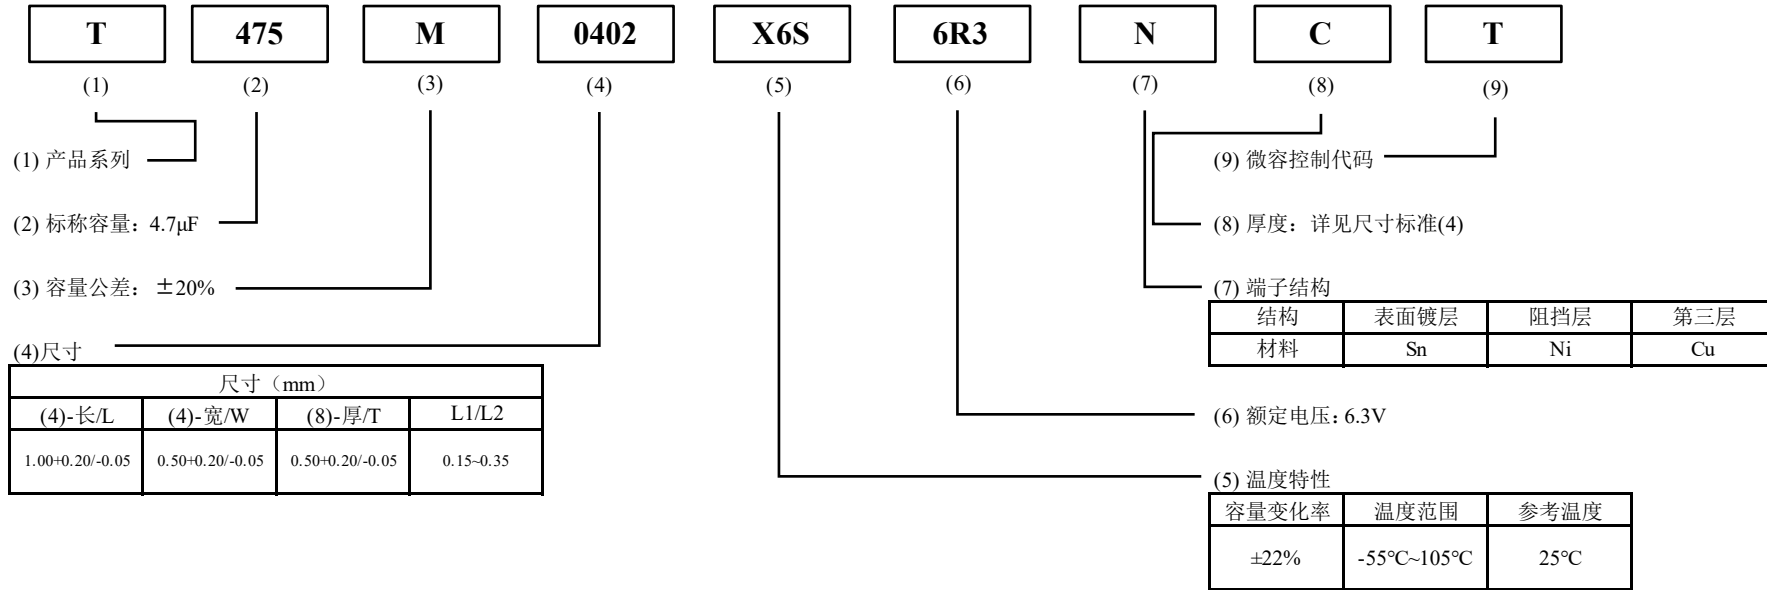 T 475 M 0402 X6S 6R3 N C T
(1) (2) (3) (4) (5) (6) (7) (8) (9)
(1) 产品系列
(2) 标称容量：4.7μF
(3) 容量公差：±20%
(4)尺寸
尺寸（mm）
(4)-长/L (4)-宽/W (8)-厚/T L1/L2
1.00+0.20/-0.05 0.50+0.20/-0.05 0.50+0.20/-0.05 0.15~0.35
(9) 微容控制代码
(8) 厚度：详见尺寸标准(4)
(7) 端子结构
结构 表面镀层 阻挡层 第三层
材料 Sn Ni Cu
(6) 额定电压：6.3V
(5) 温度特性
容量变化率 温度范围 参考温度
±22% -55℃~105℃ 25℃